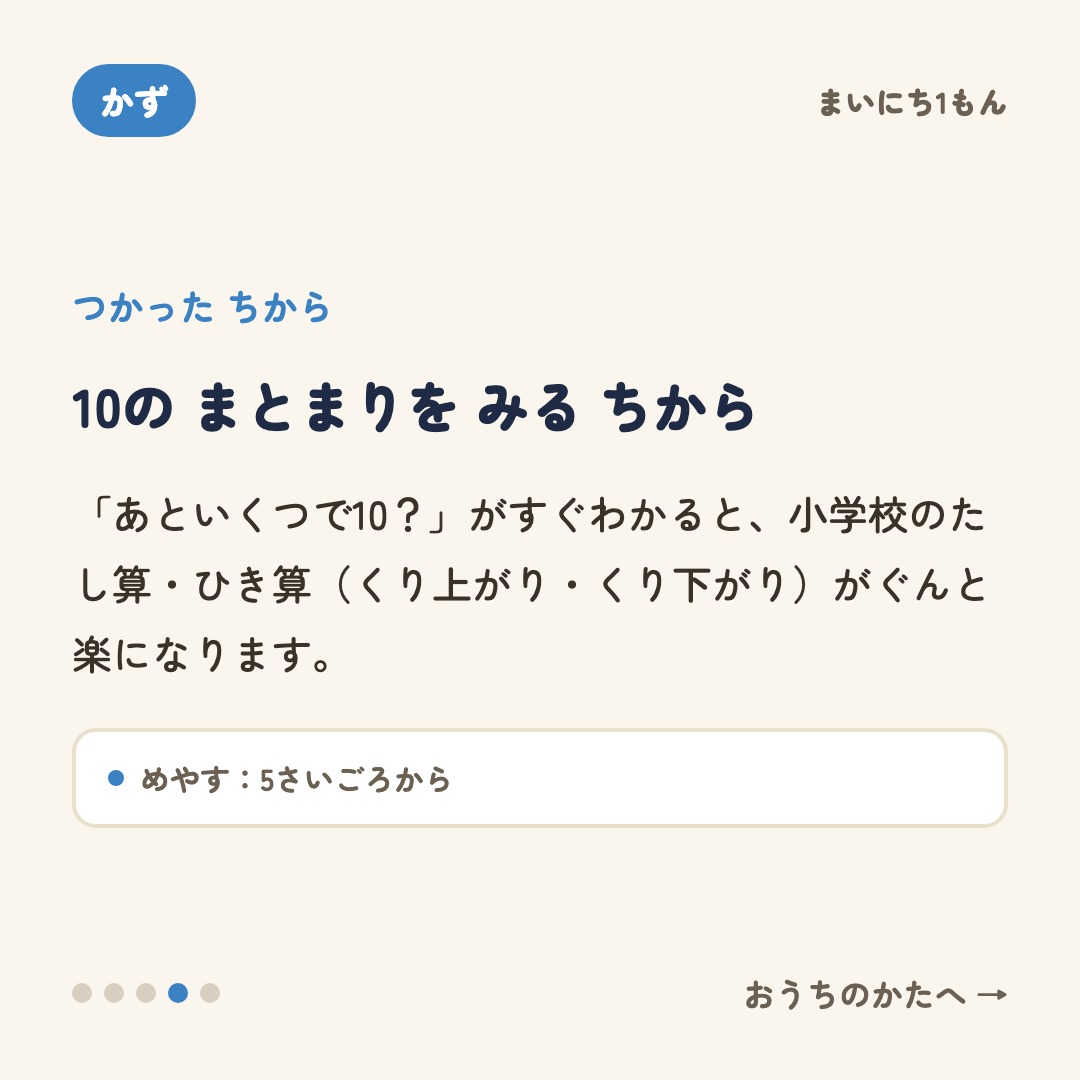 かず
まいにち1もん
つかった ちから
10の まとまりを みる ちから
「あといくつで10？」がすぐわかると、小学校のた
し算・ひき算（くり上がり・くり下がり）がぐんと
楽になります。
めやす：5さいごろから
おうちのかたへ →